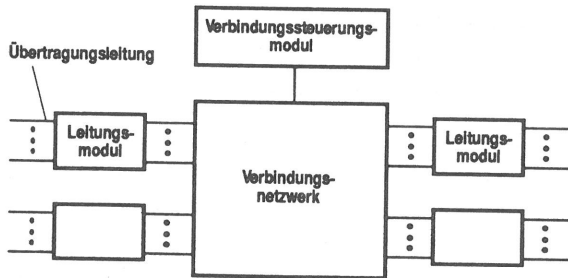 Verbindungssteuerungs-
modul
Übertragungsleitung
Leitungs-
modul
Verbindungs-
netzwerk
Leitungs-
modul